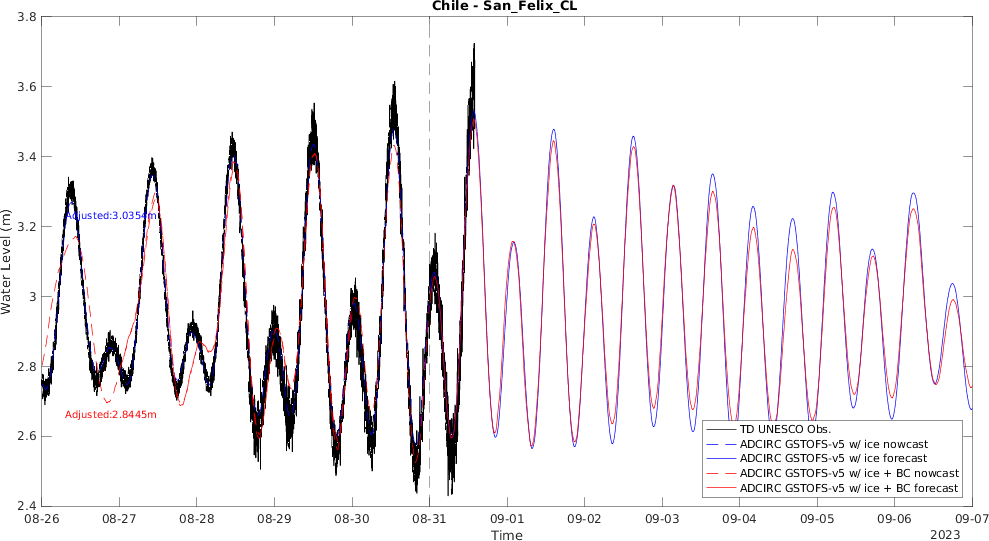 Chile - San_Felix_CL
3.8
3.6
3.4
3.2
3
2.8
2.6
2.4
Water Level (m)
Adjusted:3.0354m
Adjusted:2.8445m
TD UNESCO Obs.
ADCIRC GSTOFS-v5 w/ ice nowcast
ADCIRC GSTOFS-v5 w/ ice forecast
ADCIRC GSTOFS-v5 w/ ice + BC nowcast
ADCIRC GSTOFS-v5 w/ ice + BC forecast
08-26 08-27 08-28 08-29 08-30 08-31 09-01 09-02 09-03 09-04 09-05 09-06 09-07
Time
2023